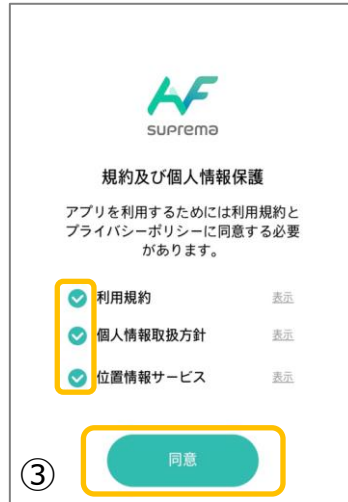 AF
suprema
規約及び個人情報保護
アプリを利用するためには利用規約と
プライバシーポリシーに同意する必要
があります。
利用規約 表示
個人情報取扱方針 表示
位置情報サービス 表示
③ 同意